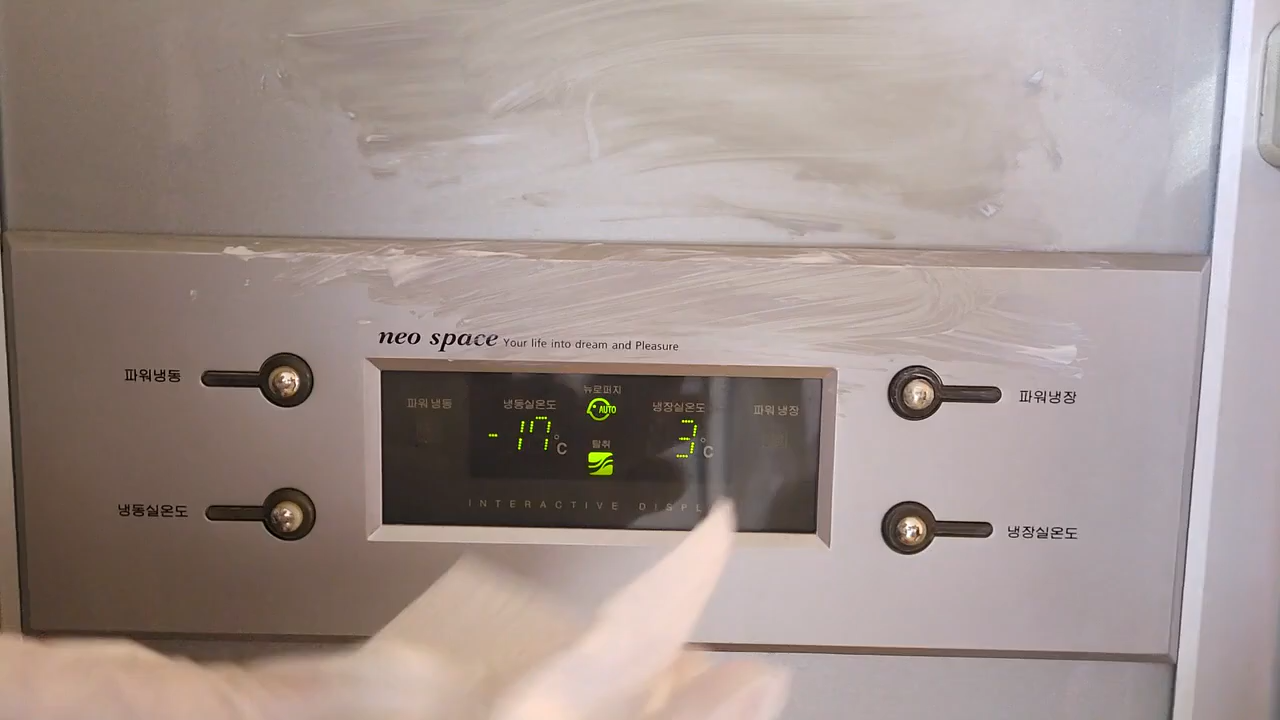 neo space Your life into dream and Pleasure
파워냉동
파워냉장
냉동실온도
냉장실온도
파워 냉동
냉동실온도
-17°C
뉴로퍼지
AUTO
탈취
냉장실온도
3°C
파워 냉장
INTERACTIVE